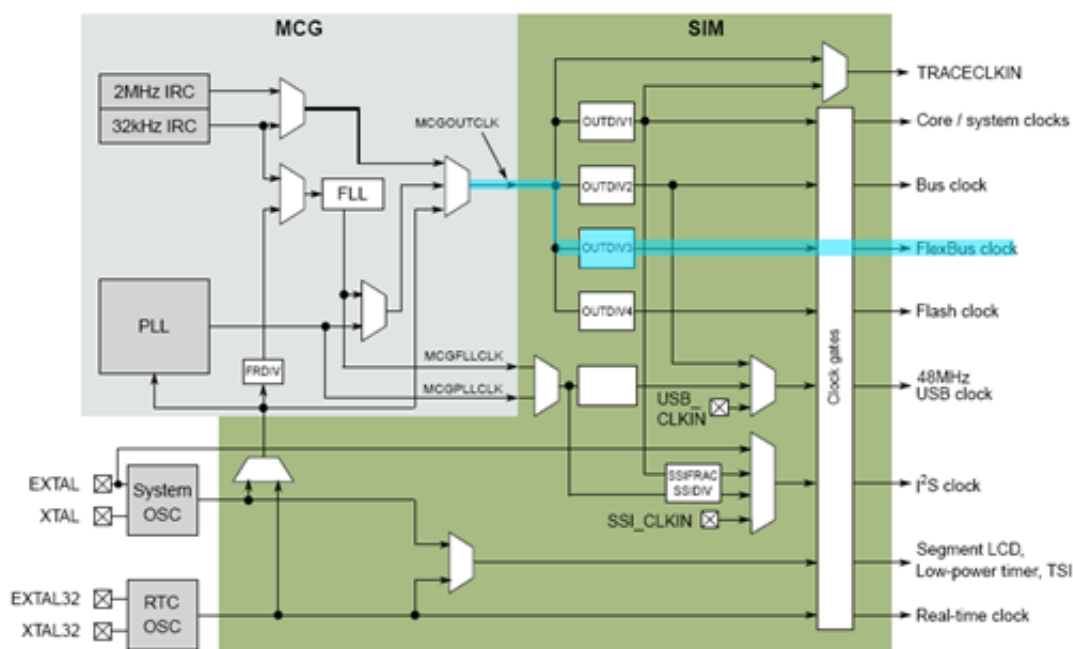 MCG
SIM
2MHz IRC
32kHz IRC
FLL
PLL
FRDIV
MCGOUTCLK
MCGFLLCLK
MCGPLLCLK
OUTDIV1
OUTDIV2
OUTDIV3
OUTDIV4
USB_
CLKIN
SSIFRAC
SSIDIV
SSI_CLKIN
Clock gates
TRACECLKIN
Core / system clocks
Bus clock
FlexBus clock
Flash clock
48MHz
USB clock
I²S clock
Segment LCD,
Low-power timer, TSI
Real-time clock
EXTAL
XTAL
System
OSC
EXTAL32
XTAL32
RTC
OSC